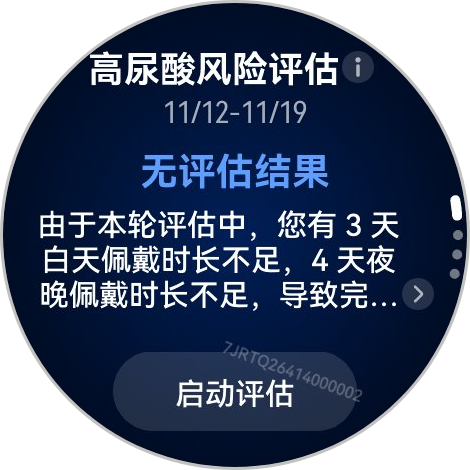 高尿酸风险评估
11/12-11/19
无评估结果
由于本轮评估中，您有 3 天
白天佩戴时长不足，4 天夜
晚佩戴时长不足，导致完...
7JRTQ26414000002
启动评估